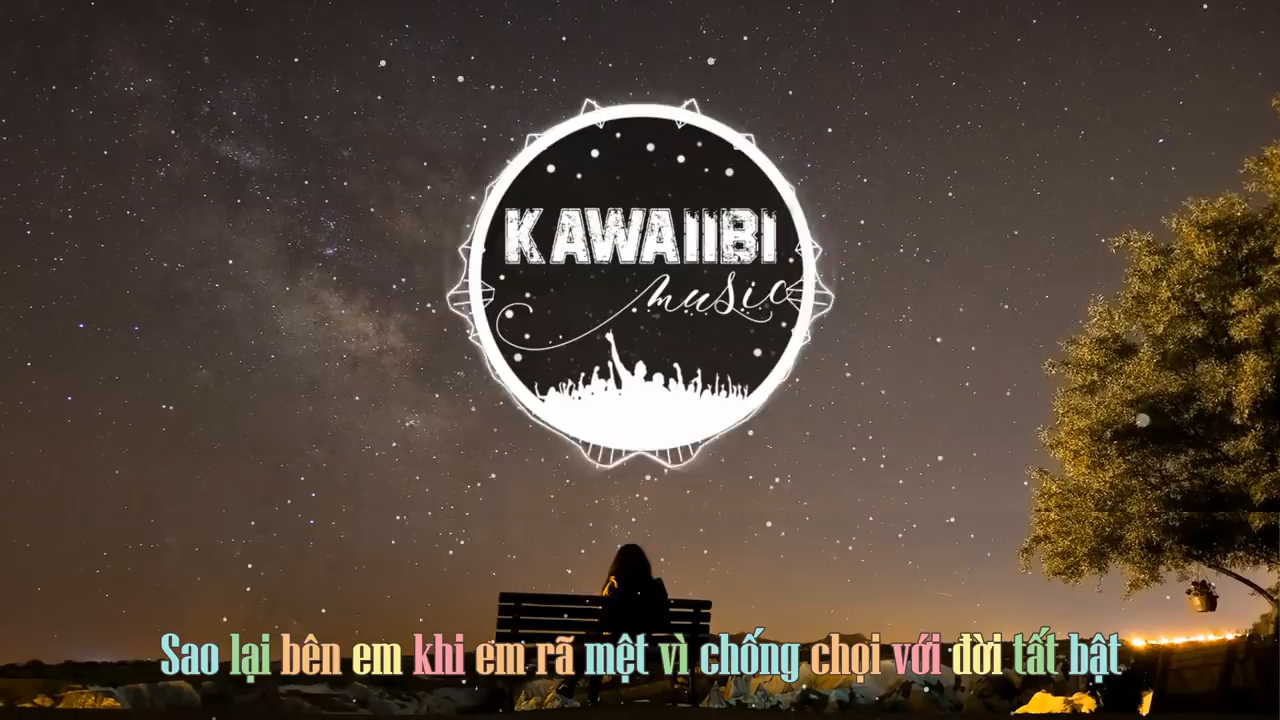 KAWAIIBI
music
Sao lại bên em khi em rã mệt vì chống chọi với đời tất bật